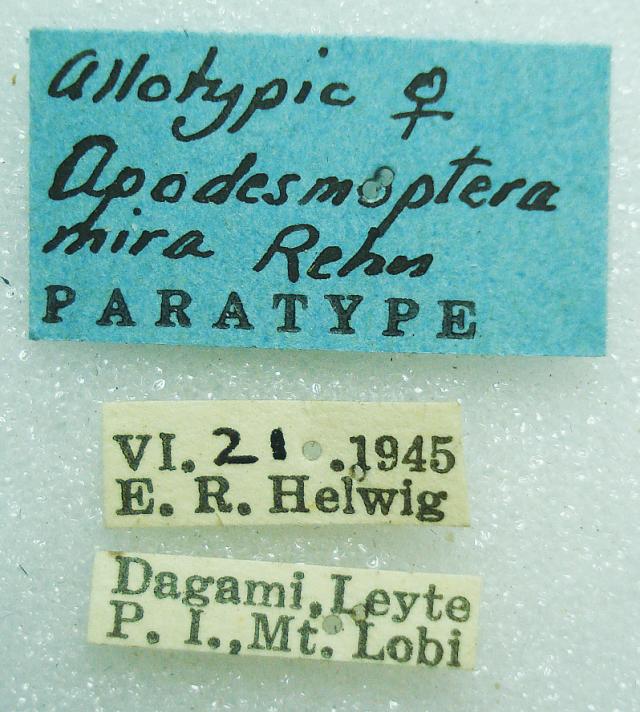 Allotypic ♀
Apodesmoptera
mira Rehn
PARATYPE
VI. 21 .1945
E. R. Helwig
Dagami, Leyte
P. I., Mt. Lobi